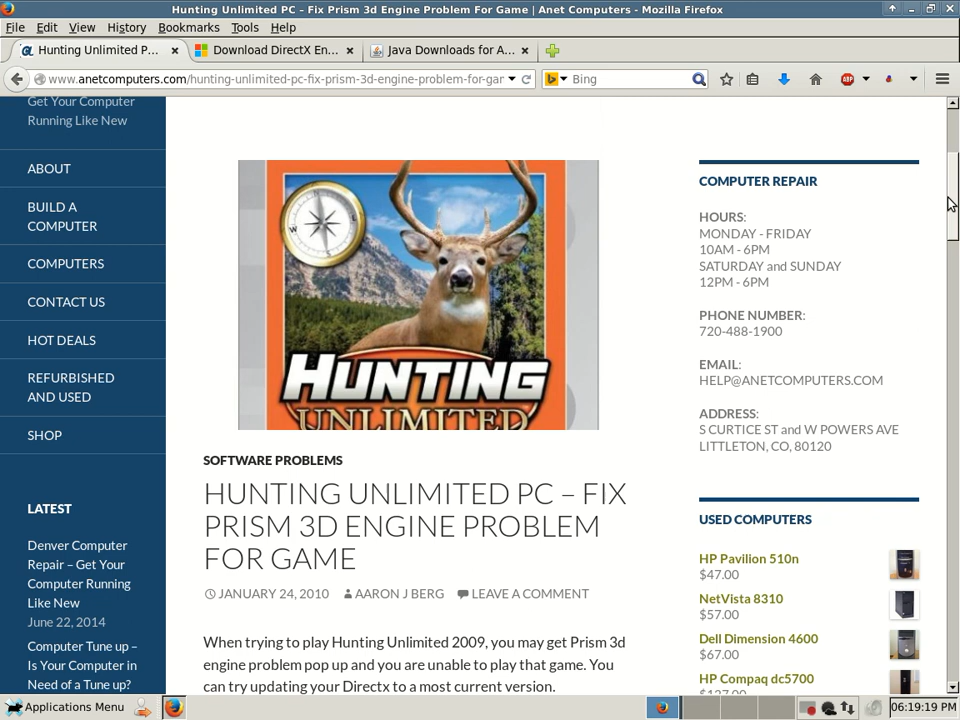 Hunting Unlimited PC – Fix Prism 3d Engine Problem For Game | Anet Computers - Mozilla Firefox
File Edit View History Bookmarks Tools Help
Hunting Unlimited P...
Download DirectX En...
Java Downloads for A...
www.anetcomputers.com/hunting-unlimited-pc-fix-prism-3d-engine-problem-for-gar
Bing
ABP
Get Your Computer
Running Like New
ABOUT
BUILD A
COMPUTER
COMPUTERS
CONTACT US
HOT DEALS
REFURBISHED
AND USED
SHOP
LATEST
Denver Computer
Repair – Get Your
Computer Running
Like New
June 22, 2014
Computer Tune up –
Is Your Computer in
Need of a Tune up?
N
W
HUNTING
UNLIMITED
SOFTWARE PROBLEMS
HUNTING UNLIMITED PC – FIX
PRISM 3D ENGINE PROBLEM
FOR GAME
JANUARY 24, 2010 AARON J BERG LEAVE A COMMENT
When trying to play Hunting Unlimited 2009, you may get Prism 3d
engine problem pop up and you are unable to play that game. You
can try updating your Directx to a most current version.
COMPUTER REPAIR
HOURS:
MONDAY - FRIDAY
10AM - 6PM
SATURDAY and SUNDAY
12PM - 6PM
PHONE NUMBER:
720-488-1900
EMAIL:
HELP@ANETCOMPUTERS.COM
ADDRESS:
S CURTICE ST and W POWERS AVE
LITTLETON, CO, 80120
USED COMPUTERS
HP Pavilion 510n
$47.00
NetVista 8310
$57.00
Dell Dimension 4600
$67.00
HP Compaq dc5700
$127.00
Applications Menu
06:19:19 PM